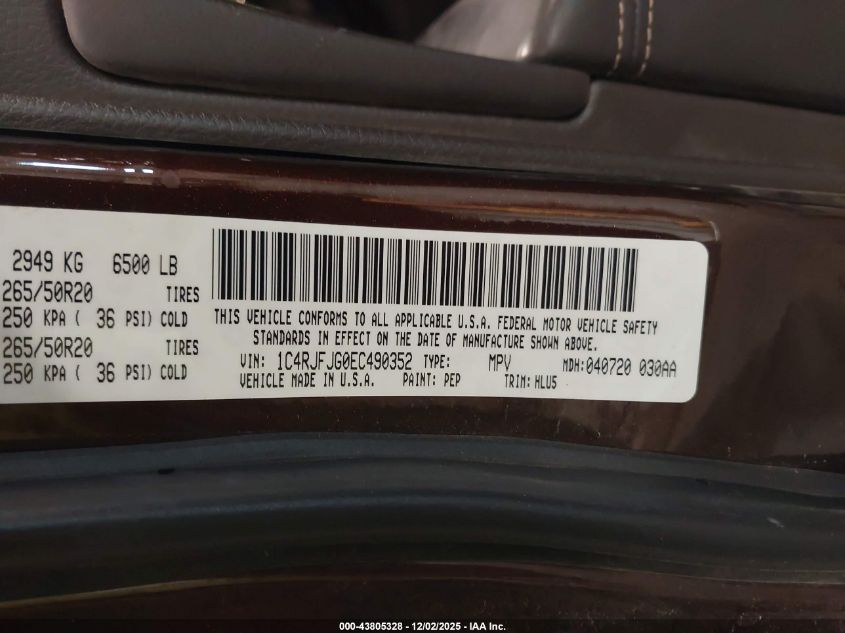 2949 KG 6500 LB
265/50R20 TIRES
250 KPA ( 36 PSI) COLD
265/50R20 TIRES
250 KPA ( 36 PSI) COLD
THIS VEHICLE CONFORMS TO ALL APPLICABLE U.S.A. FEDERAL MOTOR VEHICLE SAFETY
STANDARDS IN EFFECT ON THE DATE OF MANUFACTURE SHOWN ABOVE.
VIN: 1C4RJFJG0EC490352 TYPE: MPV MDH:040720 030AA
VEHICLE MADE IN U.S.A. PAINT: PEP TRIM: HLU5
000-43805328 - 12/02/2025 - IAA Inc.